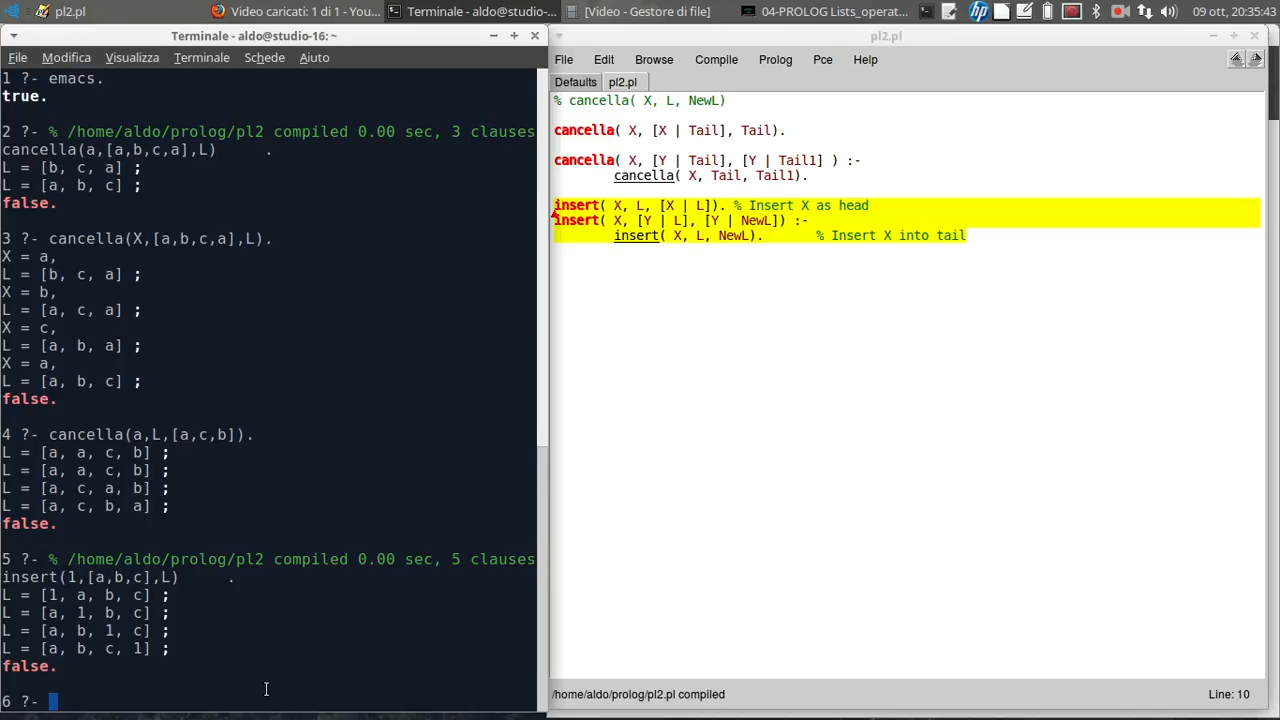 pl2.pl
Video caricati: 1 di 1 - You...
Terminale - aldo@studio-...
[Video - Gestore di file]
04-PROLOG Lists_operat...
09 ott, 20:35:43
Terminale - aldo@studio-16: ~
File Modifica Visualizza Terminale Schede Aiuto
1 ?- emacs.
true.
2 ?- % /home/aldo/prolog/pl2 compiled 0.00 sec, 3 clauses
cancella(a,[a,b,c,a],L) .
L = [b, c, a] ;
L = [a, b, c] ;
false.
3 ?- cancella(X,[a,b,c,a],L).
X = a,
L = [b, c, a] ;
X = b,
L = [a, c, a] ;
X = c,
L = [a, b, a] ;
X = a,
L = [a, b, c] ;
false.
4 ?- cancella(a,L,[a,c,b]).
L = [a, a, c, b] ;
L = [a, a, c, b] ;
L = [a, c, a, b] ;
L = [a, c, b, a] ;
false.
5 ?- % /home/aldo/prolog/pl2 compiled 0.00 sec, 5 clauses
insert(1,[a,b,c],L) .
L = [1, a, b, c] ;
L = [a, 1, b, c] ;
L = [a, b, 1, c] ;
L = [a, b, c, 1] ;
false.
6 ?-
pl2.pl
File Edit Browse Compile Prolog Pce Help
Defaults pl2.pl
% cancella( X, L, NewL)
cancella( X, [X | Tail], Tail).
cancella( X, [Y | Tail], [Y | Tail1] ) :-
cancella( X, Tail, Tail1).
insert( X, L, [X | L]). % Insert X as head
insert( X, [Y | L], [Y | NewL]) :-
insert( X, L, NewL). % Insert X into tail
/home/aldo/prolog/pl2.pl compiled
Line: 10